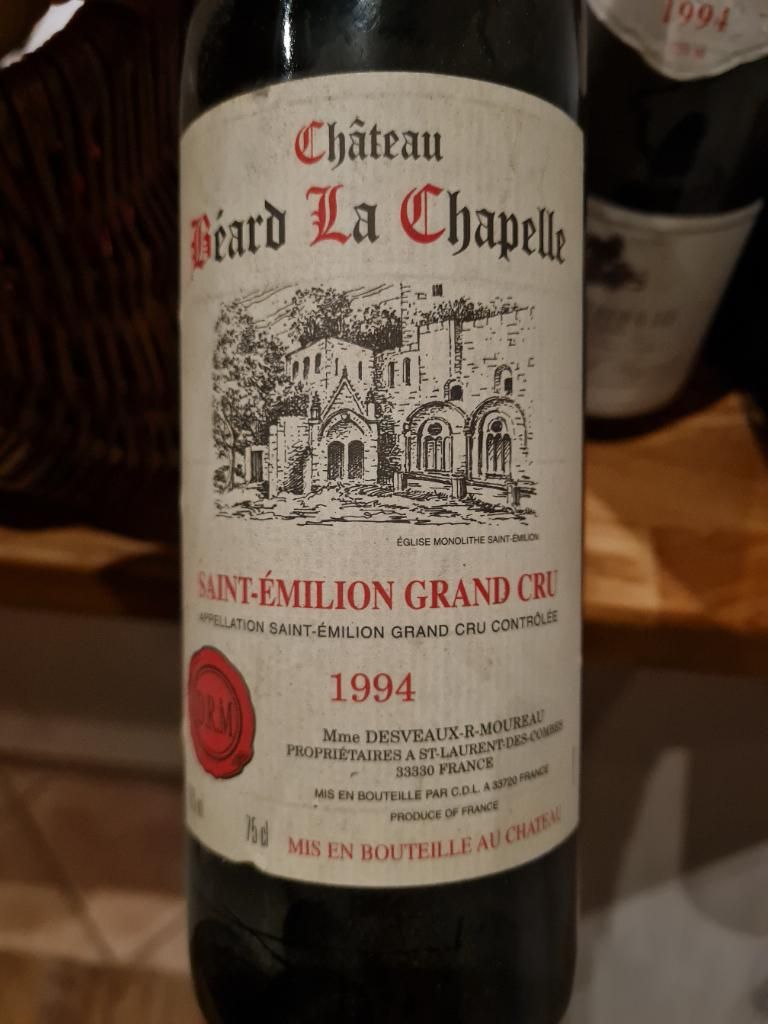 1994
Château
Béard La Chapelle
ÉGLISE MONOLITHE SAINT-ÉMILION
SAINT-ÉMILION GRAND CRU
APPELLATION SAINT-ÉMILION GRAND CRU CONTRÔLÉE
1994
DRM
Mme DESVEAUX-R-MOUREAU
PROPRIÉTAIRES A ST-LAURENT-DES-COMBES
33330 FRANCE
MIS EN BOUTEILLE PAR C.D.L. A 33720 FRANCE
PRODUCE OF FRANCE
75 cl
MIS EN BOUTEILLE AU CHATEAU